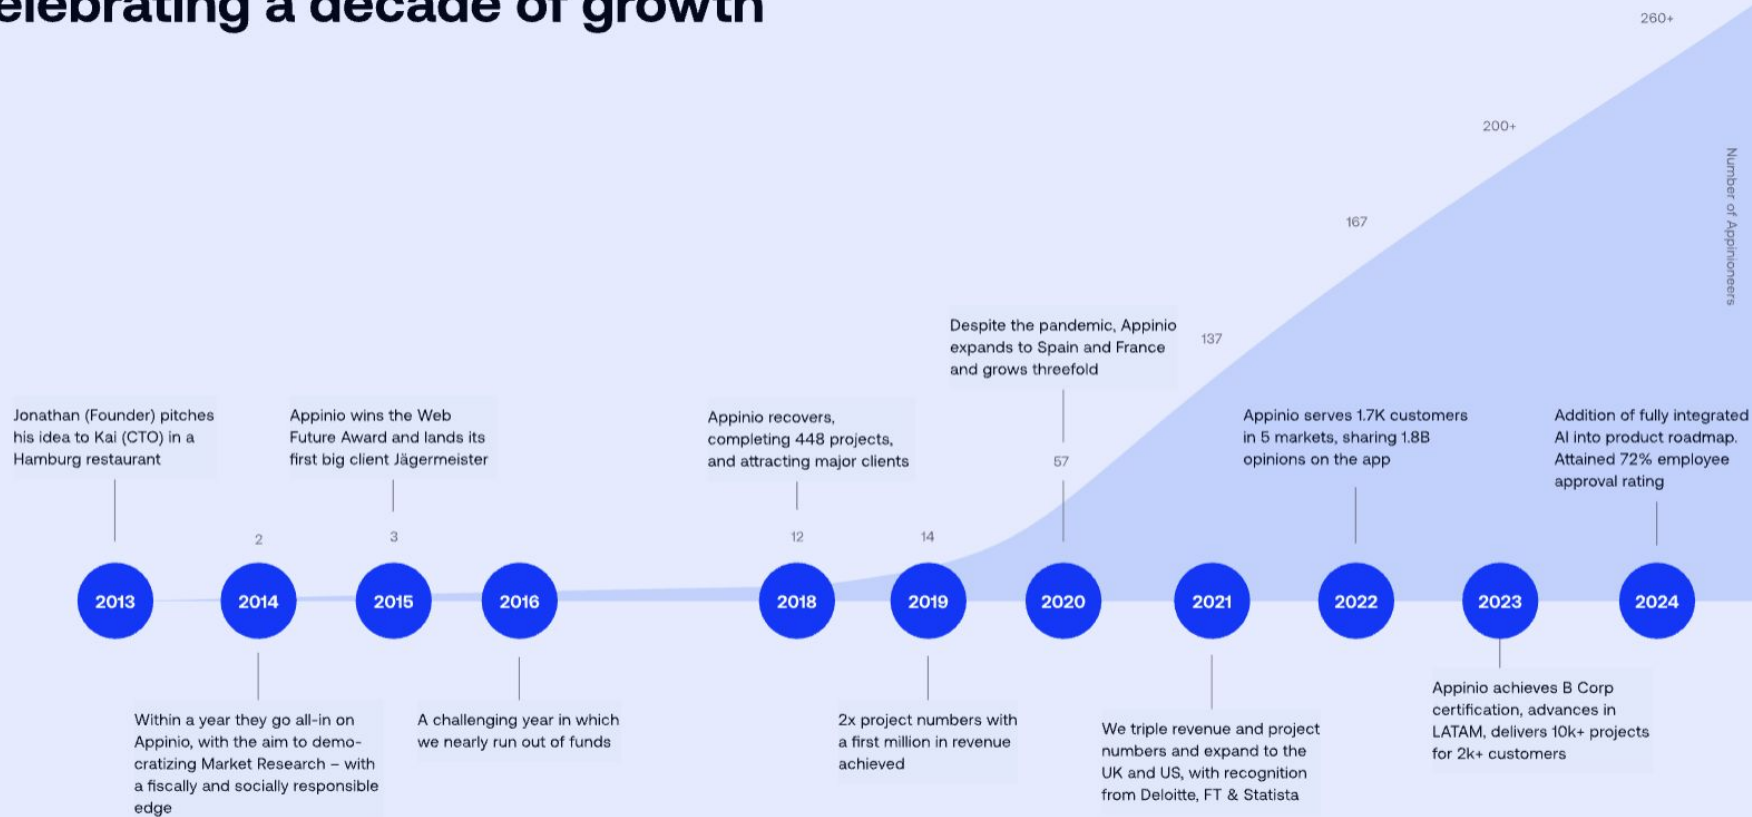 elebrating a decade of growth
260+
200+
167
137
57
14
12
3
2
Number of Appinioneers
Jonathan (Founder) pitches
his idea to Kai (CTO) in a
Hamburg restaurant
Appinio wins the Web
Future Award and lands its
first big client Jägermeister
Appinio recovers,
completing 448 projects,
and attracting major clients
Despite the pandemic, Appinio
expands to Spain and France
and grows threefold
Appinio serves 1.7K customers
in 5 markets, sharing 1.8B
opinions on the app
Addition of fully integrated
AI into product roadmap.
Attained 72% employee
approval rating
2013
2014
2015
2016
2018
2019
2020
2021
2022
2023
2024
Within a year they go all-in on
Appinio, with the aim to demo-
cratizing Market Research – with
a fiscally and socially responsible
edge
A challenging year in which
we nearly run out of funds
2x project numbers with
a first million in revenue
achieved
We triple revenue and project
numbers and expand to the
UK and US, with recognition
from Deloitte, FT & Statista
Appinio achieves B Corp
certification, advances in
LATAM, delivers 10k+ projects
for 2k+ customers